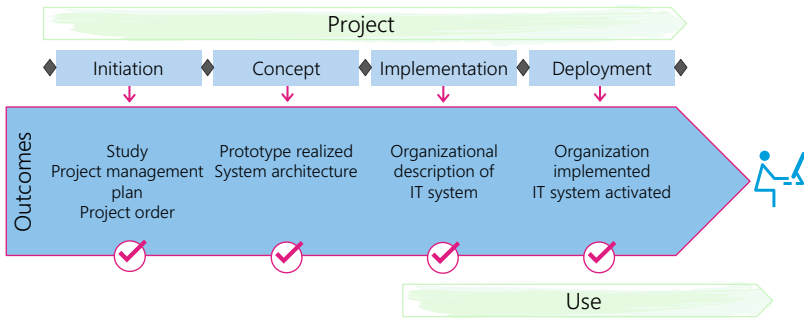 Project
Initiation
Concept
Implementation
Deployment
Outcomes
Study
Project management
plan
Project order
Prototype realized
System architecture
Organizational
description of
IT system
Organization
implemented
IT system activated
Use